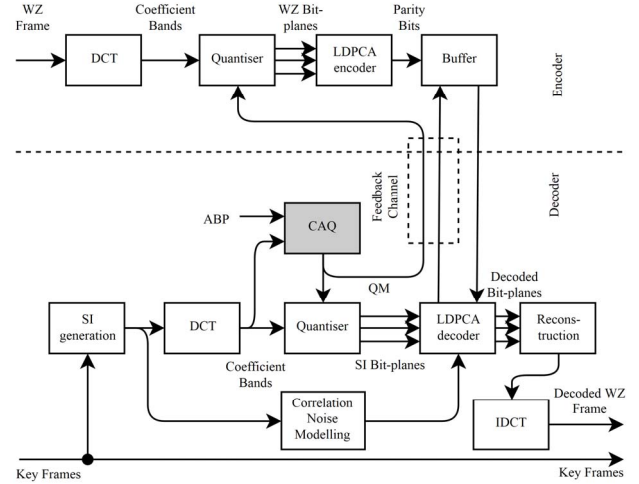 WZ
Frame
Coefficient
Bands
WZ Bit-
planes
Parity
Bits
DCT
Quantiser
LDPCA
encoder
Buffer
Encoder
Feedback
Channel
Decoder
ABP
CAQ
QM
Decoded
Bit-planes
SI
generation
DCT
Quantiser
LDPCA
decoder
Recons-
truction
Coefficient
Bands
SI Bit-planes
Correlation
Noise
Modelling
IDCT
Decoded WZ
Frame
Key Frames
Key Frames